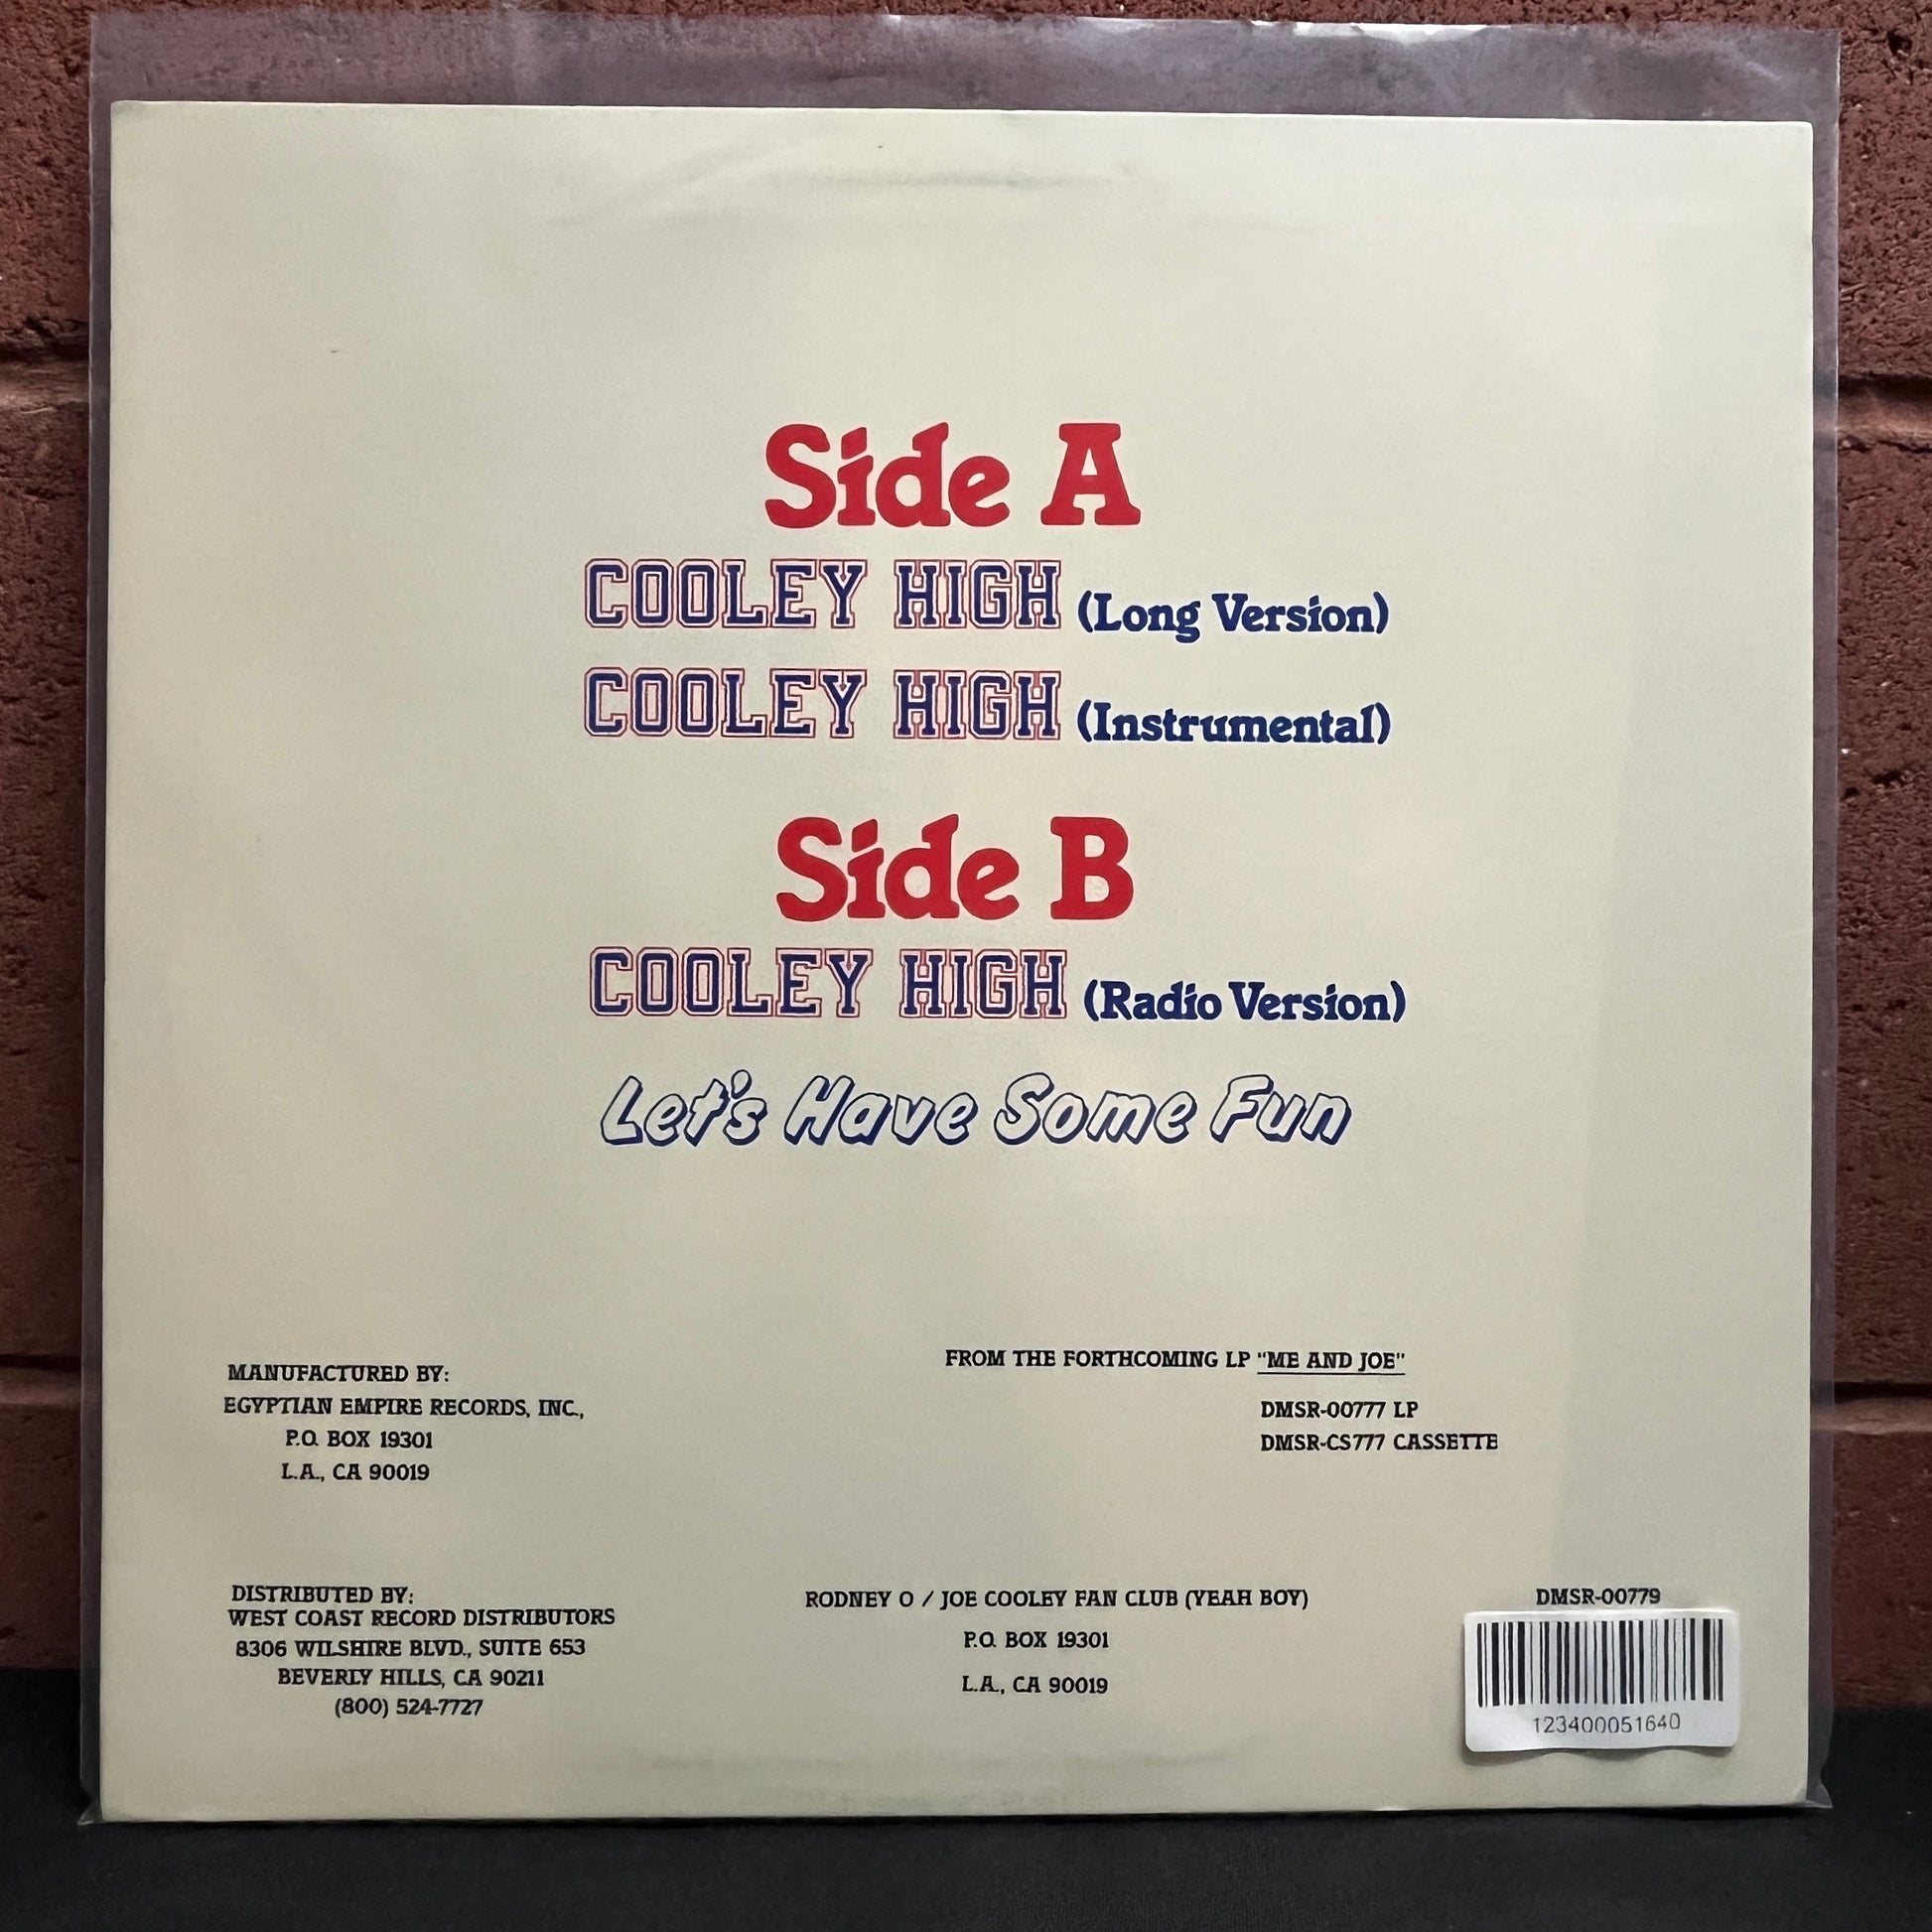 Side A
COOLEY HIGH (Long Version)
COOLEY HIGH (Instrumental)
Side B
COOLEY HIGH (Radio Version)
Let's Have Some Fun
MANUFACTURED BY:
EGYPTIAN EMPIRE RECORDS, INC.,
P.O. BOX 19301
L.A., CA 90019
FROM THE FORTHCOMING LP "ME AND JOE"
DMSR-00777 LP
DMSR-CS777 CASSETTE
DISTRIBUTED BY:
WEST COAST RECORD DISTRIBUTORS
8306 WILSHIRE BLVD., SUITE 653
BEVERLY HILLS, CA 90211
(800) 524-7727
RODNEY O / JOE COOLEY FAN CLUB (YEAH BOY)
P.O. BOX 19301
L.A., CA 90019
DMSR-00779
123400051640